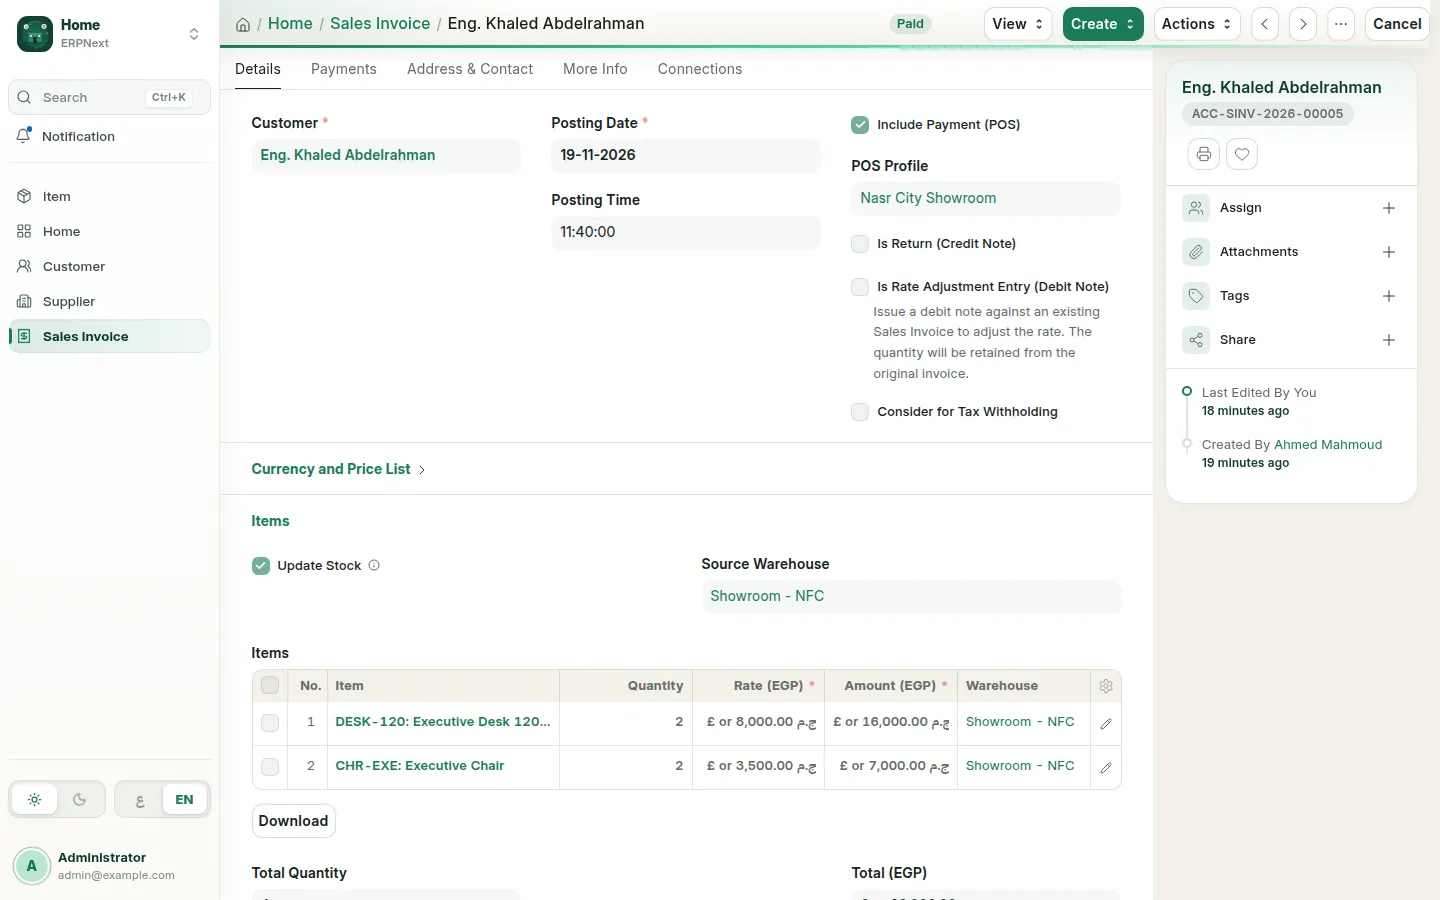 Home
ERPNext
Search
Ctrl+K
Notification
Item
Home
Customer
Supplier
Sales Invoice
ع
EN
A
Administrator
admin@example.com
/ Home / Sales Invoice / Eng. Khaled Abdelrahman
Paid
View
Create
Actions
Cancel
Details
Payments
Address & Contact
More Info
Connections
Customer *
Eng. Khaled Abdelrahman
Posting Date *
19-11-2026
Posting Time
11:40:00
Include Payment (POS)
POS Profile
Nasr City Showroom
Is Return (Credit Note)
Is Rate Adjustment Entry (Debit Note)
Issue a debit note against an existing
Sales Invoice to adjust the rate. The
quantity will be retained from the
original invoice.
Consider for Tax Withholding
Currency and Price List
Items
Update Stock
Source Warehouse
Showroom - NFC
Items
No. Item Quantity Rate (EGP) * Amount (EGP) * Warehouse
1 DESK-120: Executive Desk 120... 2 £ or 8,000.00 ج.م £ or 16,000.00 ج.م Showroom - NFC
2 CHR-EXE: Executive Chair 2 £ or 3,500.00 ج.م £ or 7,000.00 ج.م Showroom - NFC
Download
Total Quantity
Total (EGP)
Eng. Khaled Abdelrahman
ACC-SINV-2026-00005
Assign
Attachments
Tags
Share
Last Edited By You
18 minutes ago
Created By Ahmed Mahmoud
19 minutes ago